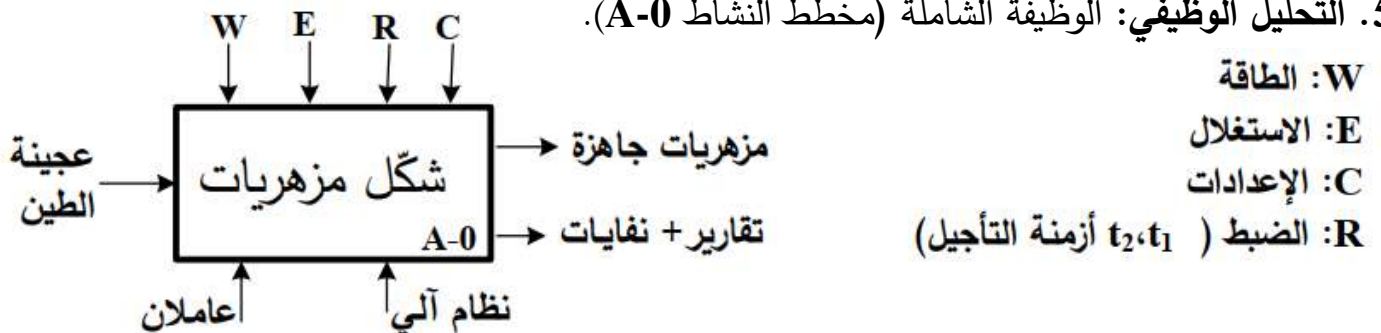 5. التحليل الوظيفي: الوظيفة الشاملة (مخطط النشاط A-0).
W: الطاقة
E: الاستغلال
C: الإعدادات
R: الضبط ( t1،t2 أزمنة التأجيل)
W E R C
عجينة
الطين
شكّل مزهريات
A-0
مزهريات جاهزة
تقارير + نفايات
عاملان
نظام آلي